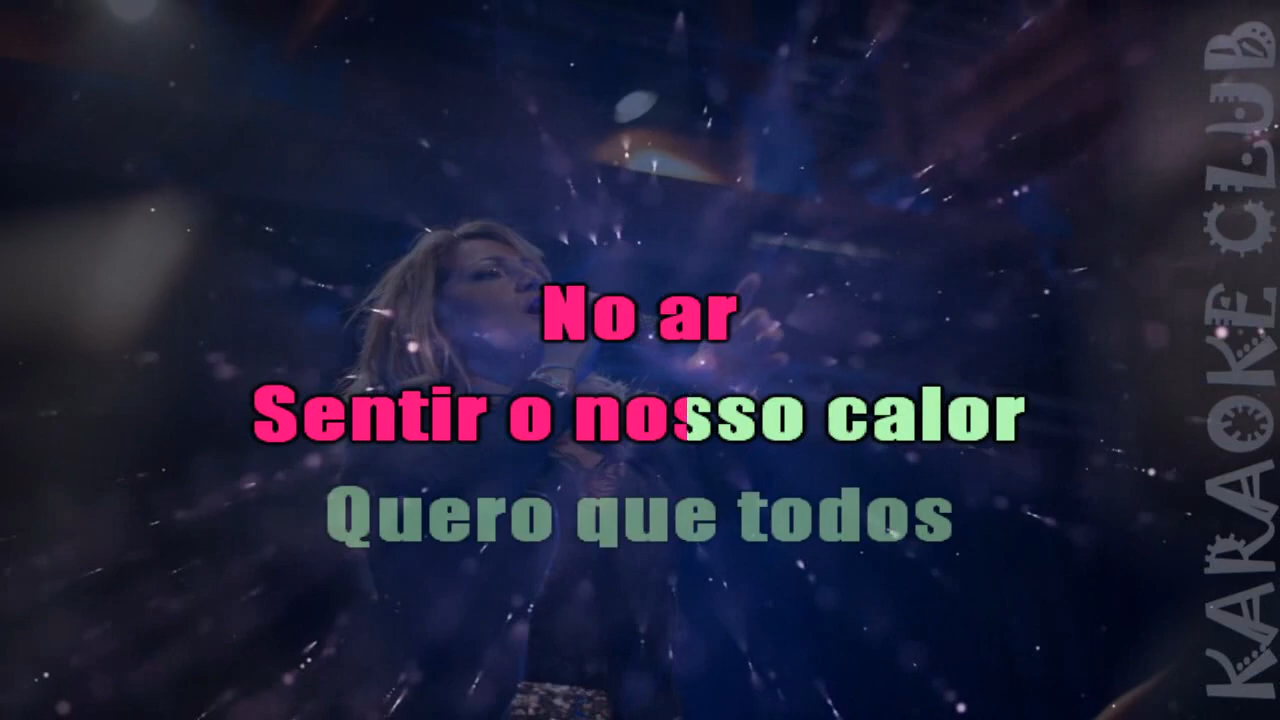 No ar
Sentir o nosso calor
Quero que todos
KARAOKE CLUB